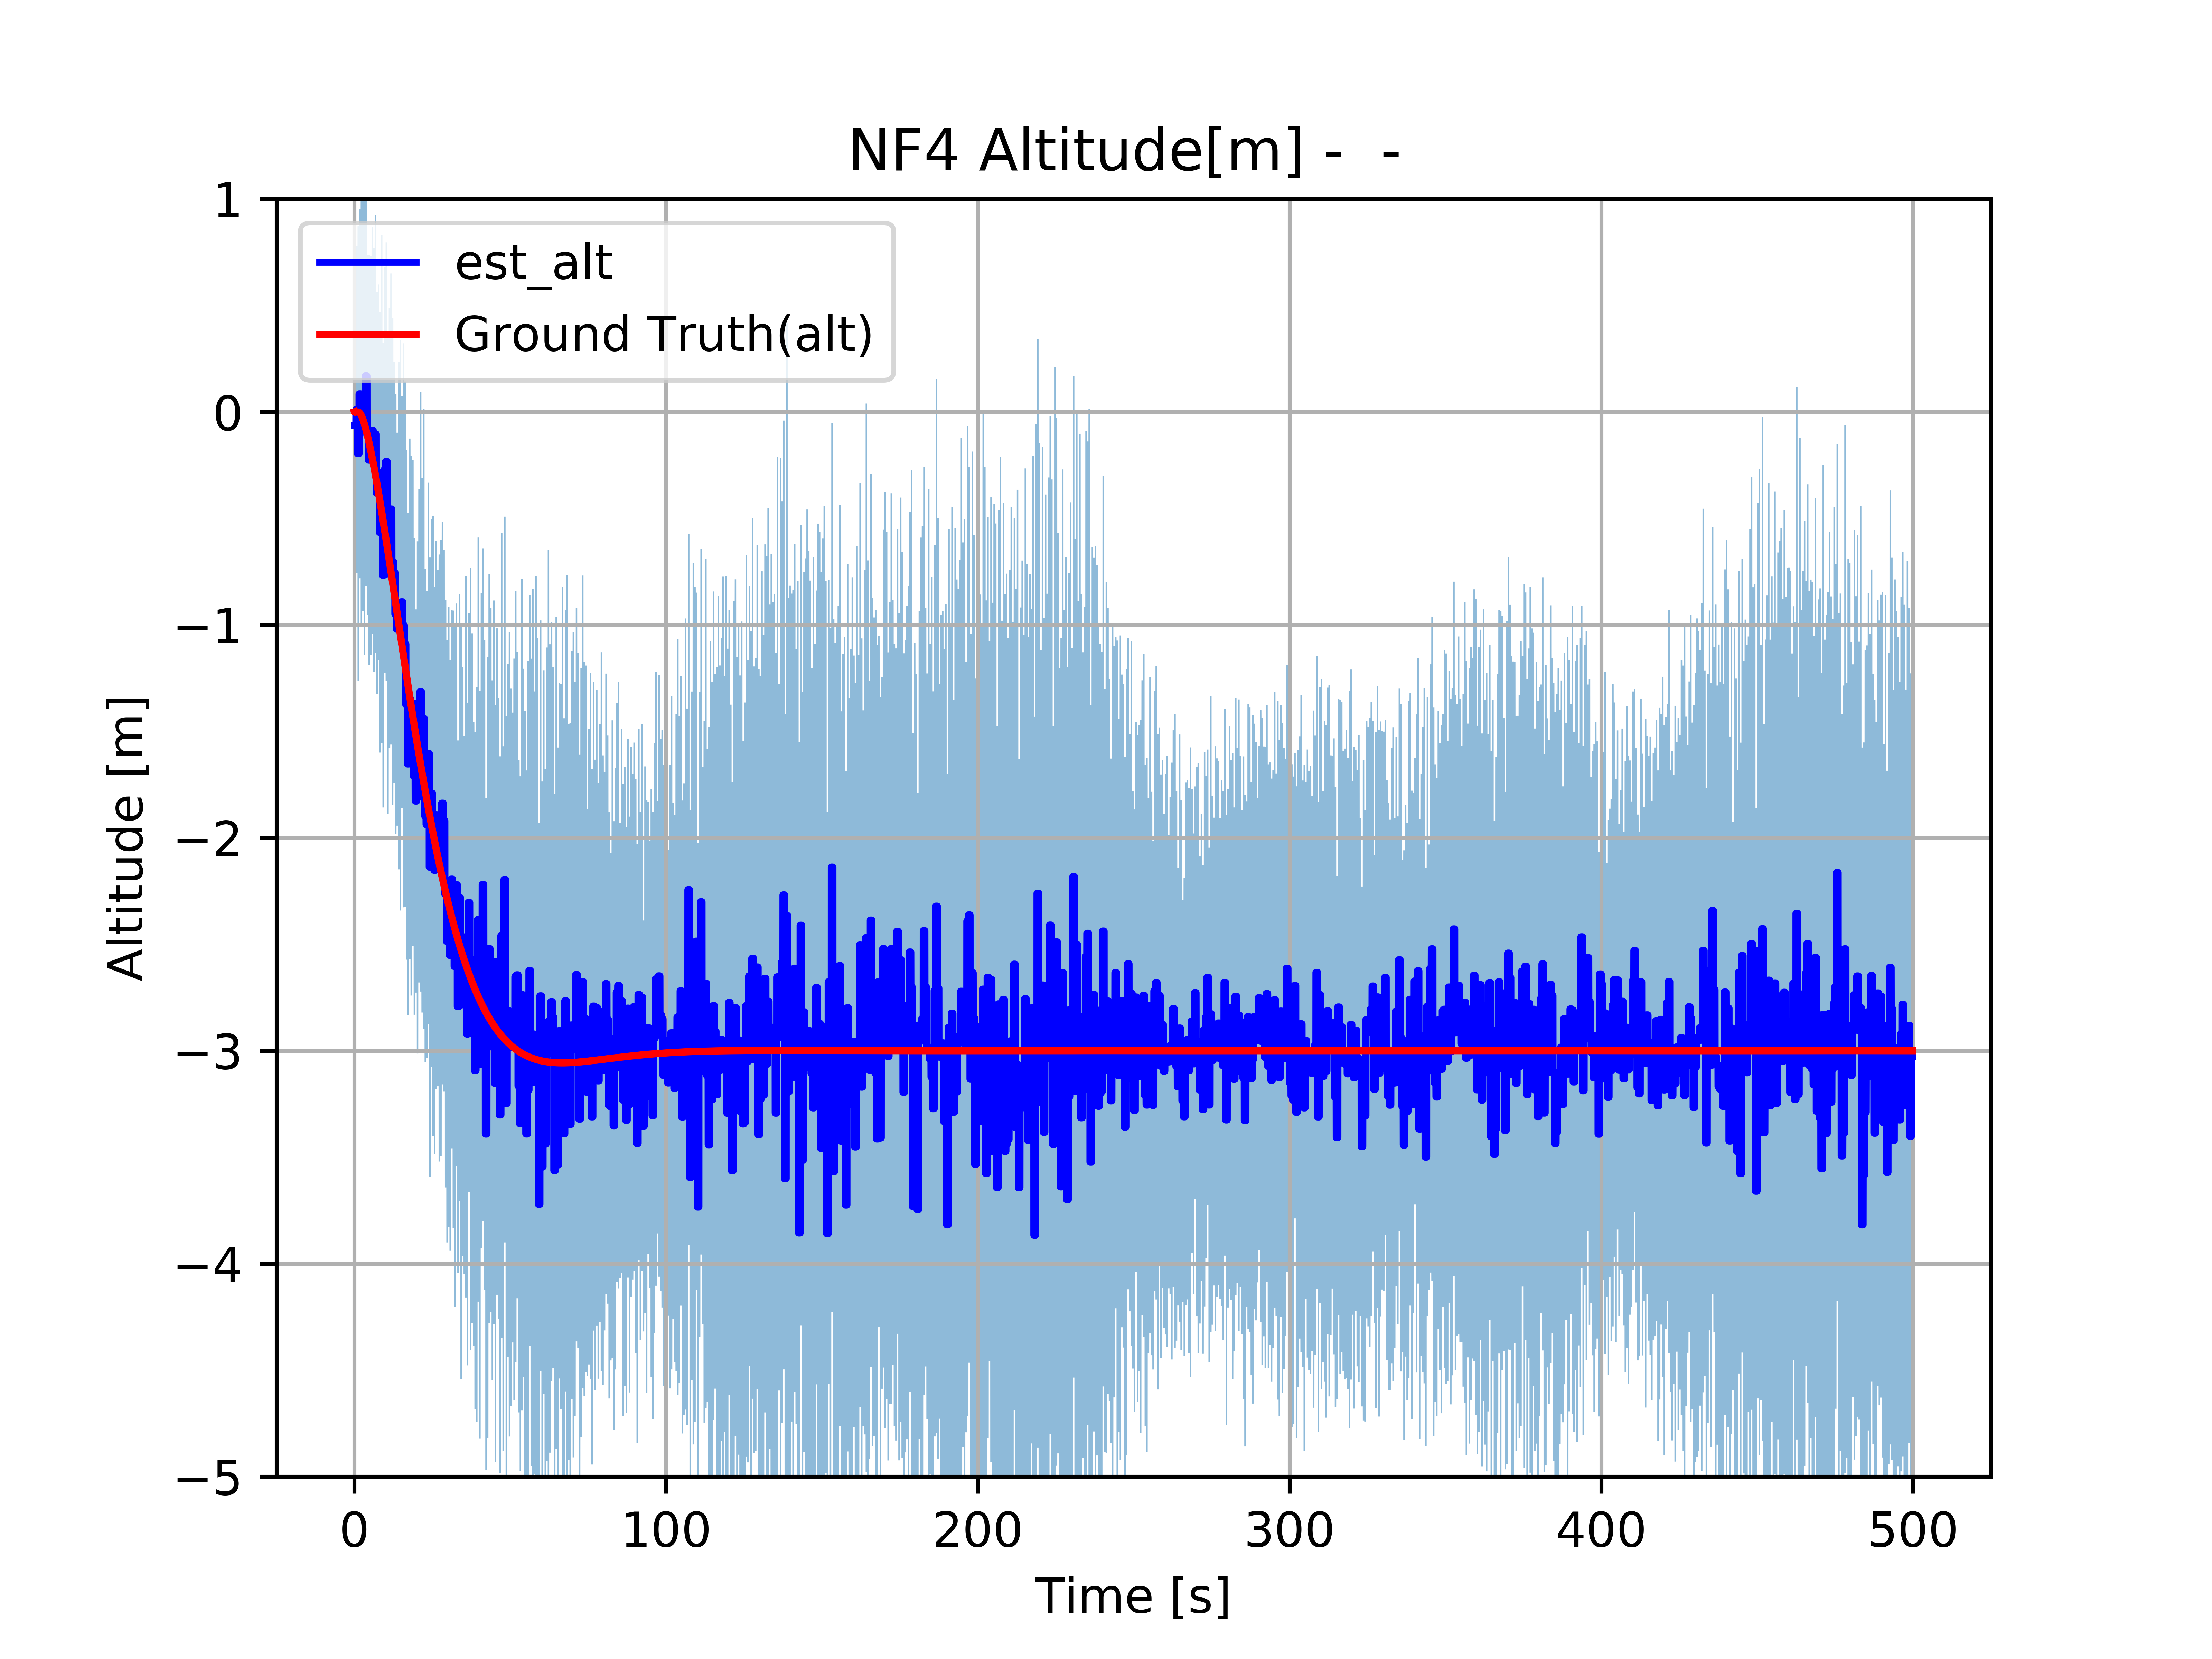 NF4 Altitude[m] -  -
est_alt
Ground Truth(alt)
1
0
−1
−2
−3
−4
−5
Altitude [m]
0 100 200 300 400 500
Time [s]